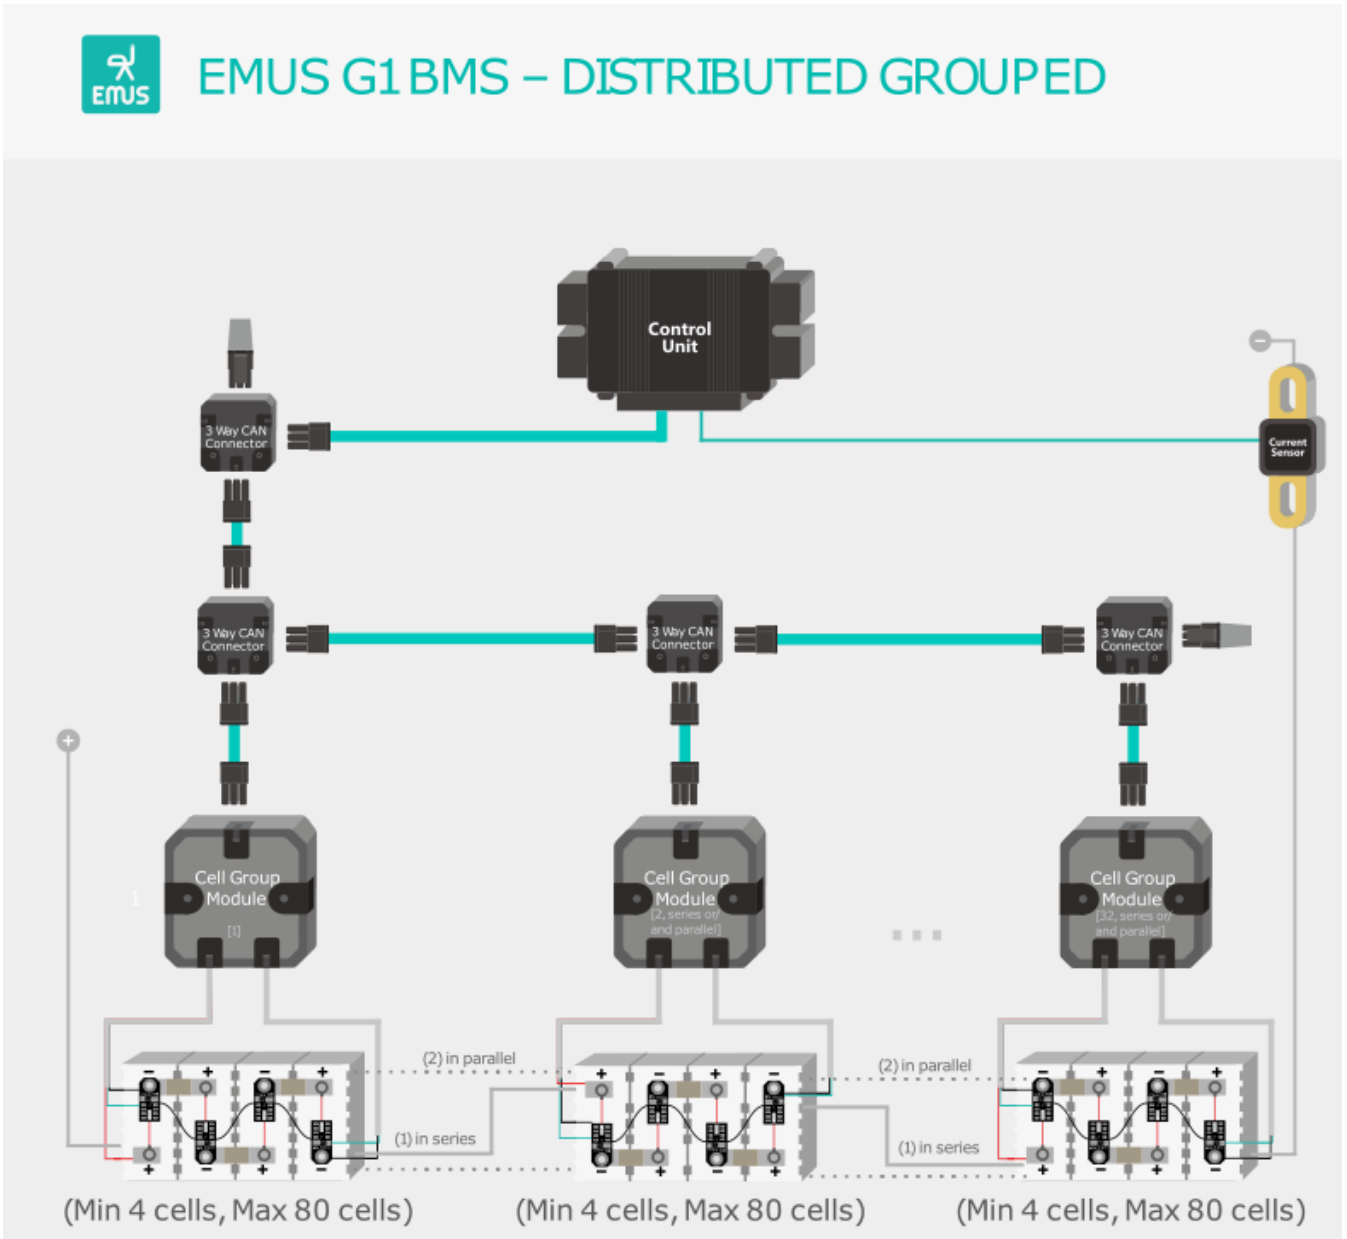 EMUS
EMUS G1 BMS – DISTRIBUTED GROUPED
Control
Unit
3 Way CAN
Connector
Current
Sensor
3 Way CAN
Connector
3 Way CAN
Connector
3 Way CAN
Connector
1
Cell Group
Module
[1]
Cell Group
Module
[2, series or/
and parallel]
...
Cell Group
Module
[32, series or/
and parallel]
(2) in parallel
(1) in series
(2) in parallel
(1) in series
(Min 4 cells, Max 80 cells)
(Min 4 cells, Max 80 cells)
(Min 4 cells, Max 80 cells)